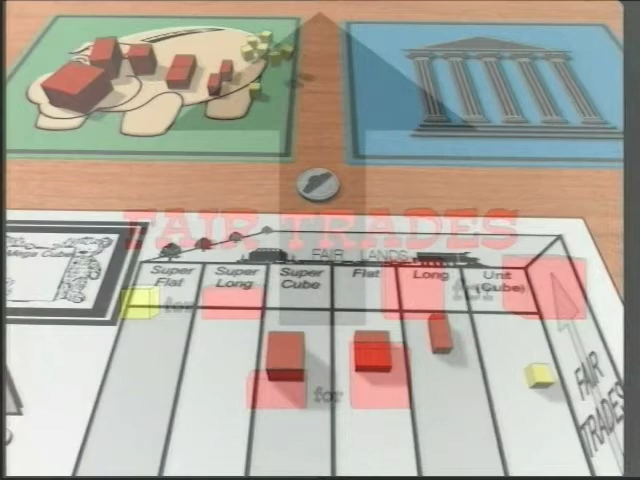 FAIR TRADES
FAIR LANDS
Mega Cube
Super Flat
Super Long
Super Cube
Flat
Long
Unit (Cube)
for
for
for
FAIR TRADES